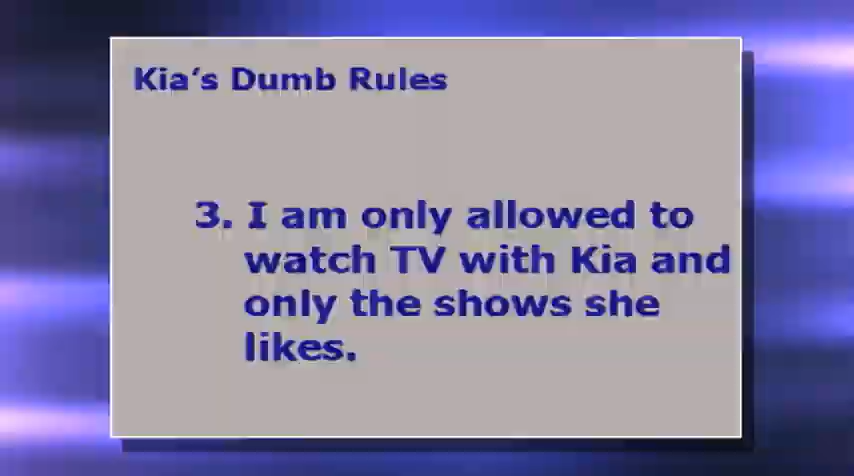 Kia's Dumb Rules
3. I am only allowed to
watch TV with Kia and
only the shows she
likes.